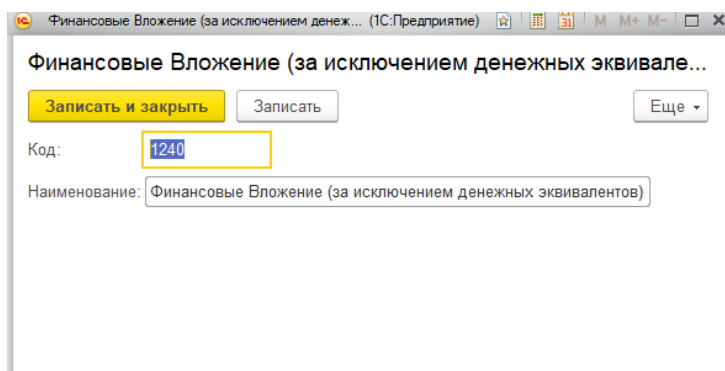 Финансовые Вложение (за исключением денеж... (1С:Предприятие) 31 M M+ M-
Финансовые Вложение (за исключением денежных эквивале...
Записать и закрыть Записать Еще
Код: 1240
Наименование: Финансовые Вложение (за исключением денежных эквивалентов)